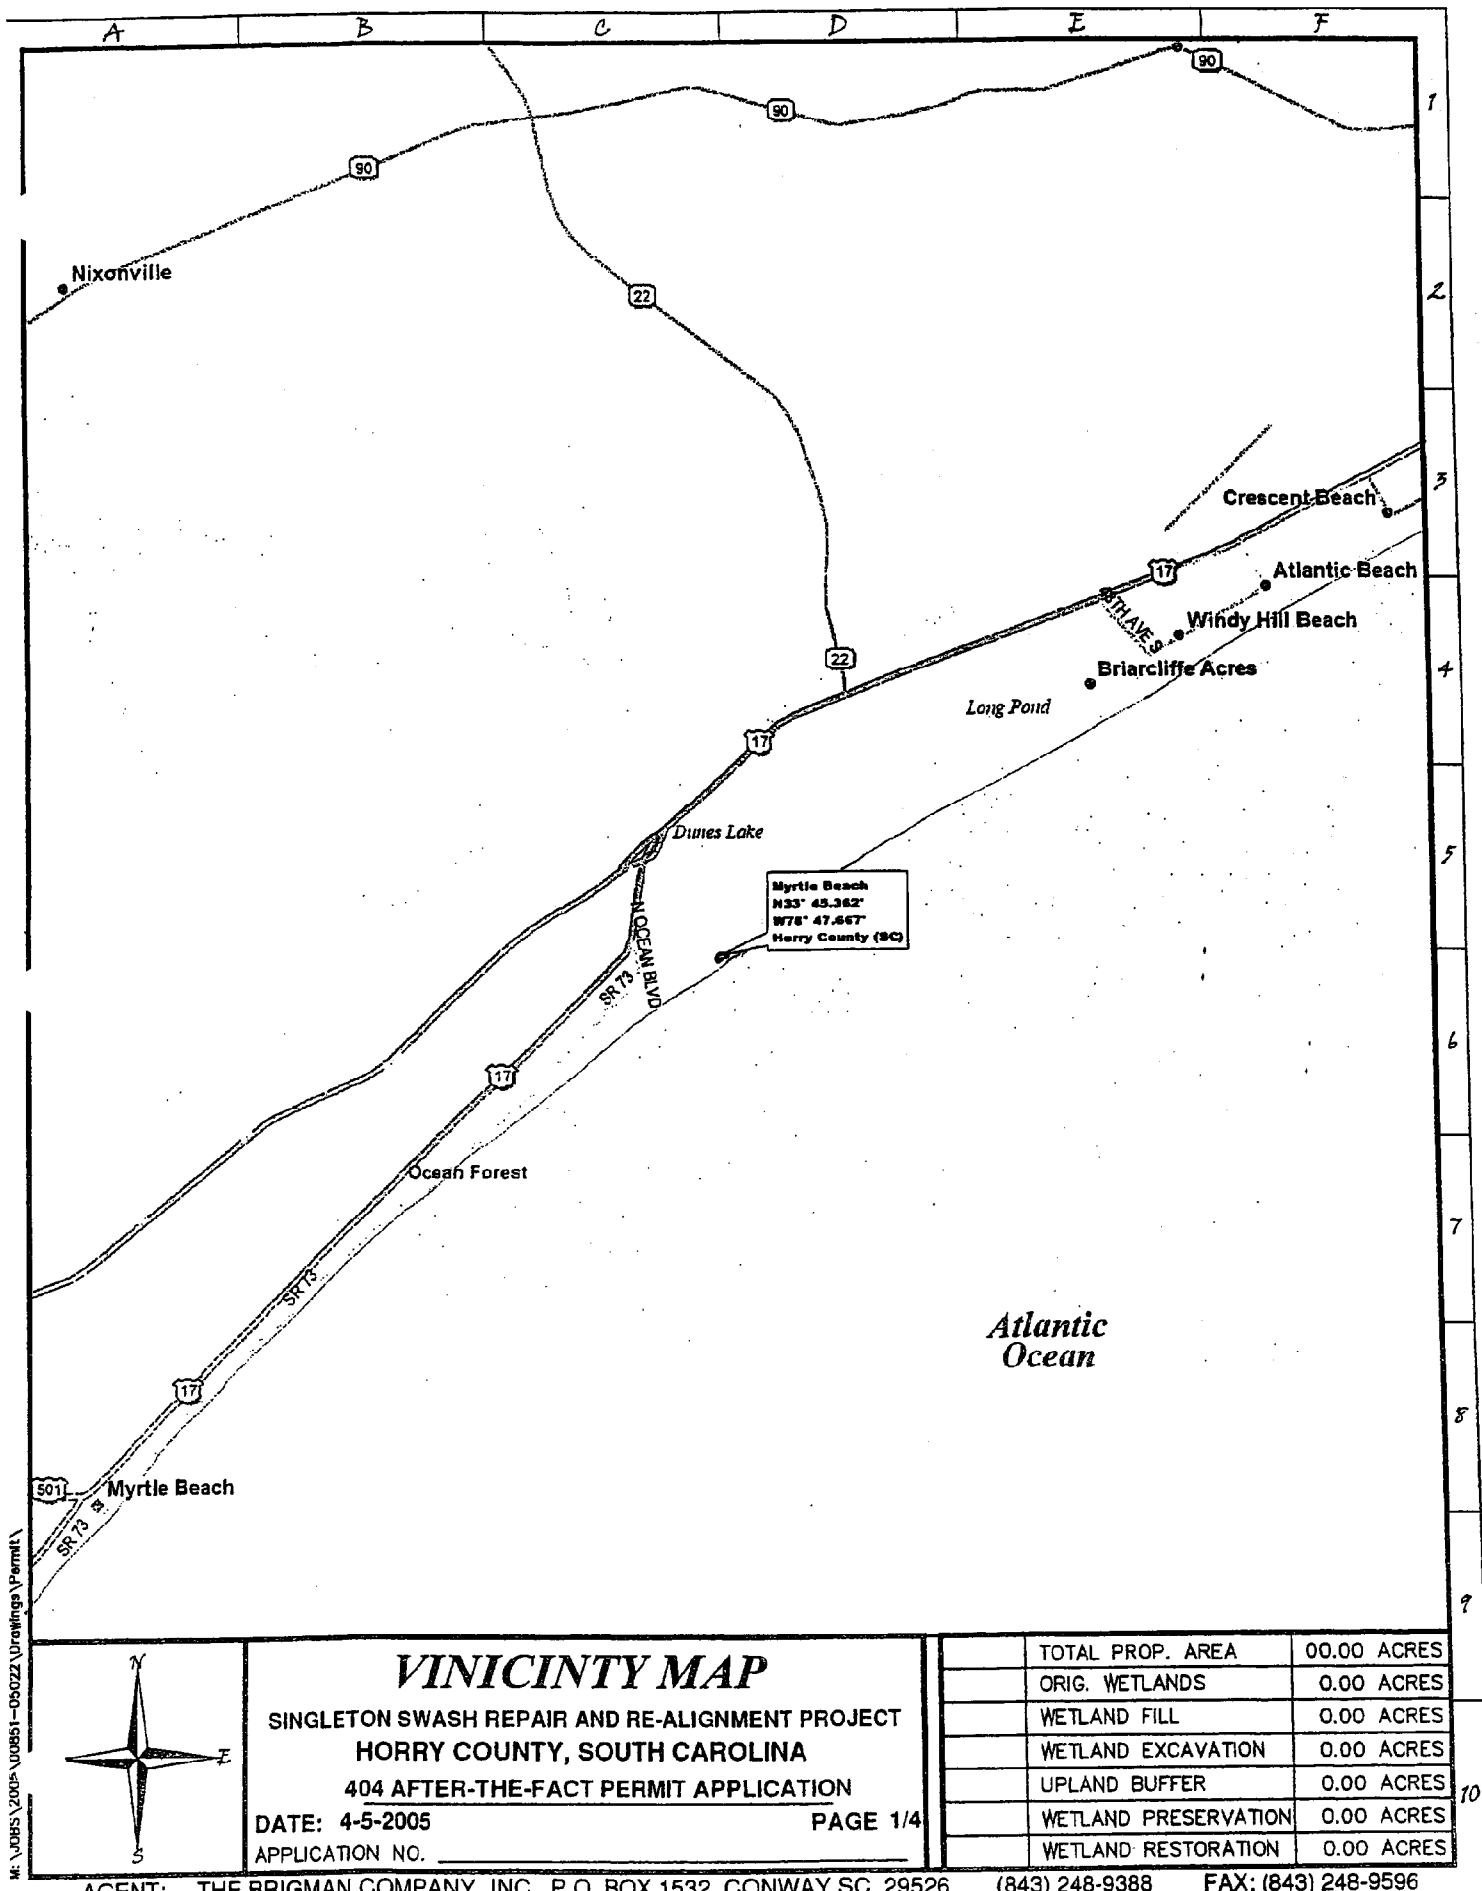 A B C D E F
90
1
90
90
Nixonville
2
22
3
Crescent Beach
17
Atlantic Beach
Windy Hill Beach
22
Briarcliffe Acres
4
Long Pond
17
Dunes Lake
5
Myrtle Beach
N33° 45.362'
W78° 47.667'
Horry County (SC)
N OCEAN BLVD
SR 73
6
17
Ocean Forest
7
SR 73
Atlantic
Ocean
17
8
501
Myrtle Beach
SR 73
9
N
E
S
VINICINTY MAP
SINGLETON SWASH REPAIR AND RE-ALIGNMENT PROJECT
HORRY COUNTY, SOUTH CAROLINA
404 AFTER-THE-FACT PERMIT APPLICATION
DATE: 4-5-2005 PAGE 1/4
APPLICATION NO.
TOTAL PROP. AREA 00.00 ACRES
ORIG. WETLANDS 0.00 ACRES
WETLAND FILL 0.00 ACRES
WETLAND EXCAVATION 0.00 ACRES
UPLAND BUFFER 0.00 ACRES
WETLAND PRESERVATION 0.00 ACRES
WETLAND RESTORATION 0.00 ACRES
10
M:\JOBS\2005\00851-05022\Drawings\Permit\
AGENT: THE BRIGMAN COMPANY, INC. P.O. BOX 1532, CONWAY SC, 29526 (843) 248-9388 FAX: (843) 248-9596